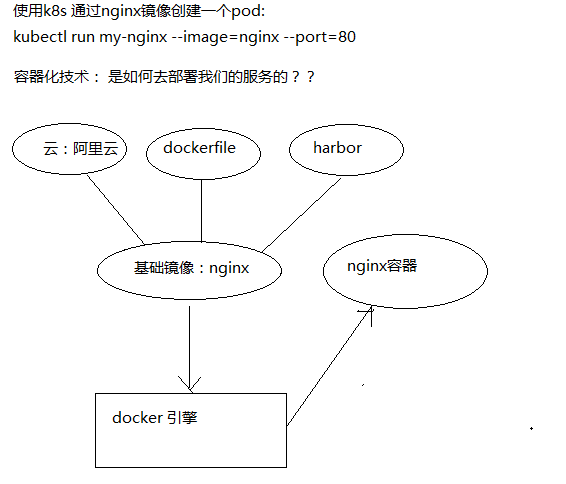 使用k8s 通过nginx镜像创建一个pod:
kubectl run my-nginx --image=nginx --port=80
容器化技术： 是如何去部署我们的服务的？？
云：阿里云
dockerfile
harbor
基础镜像：nginx
nginx容器
docker 引擎